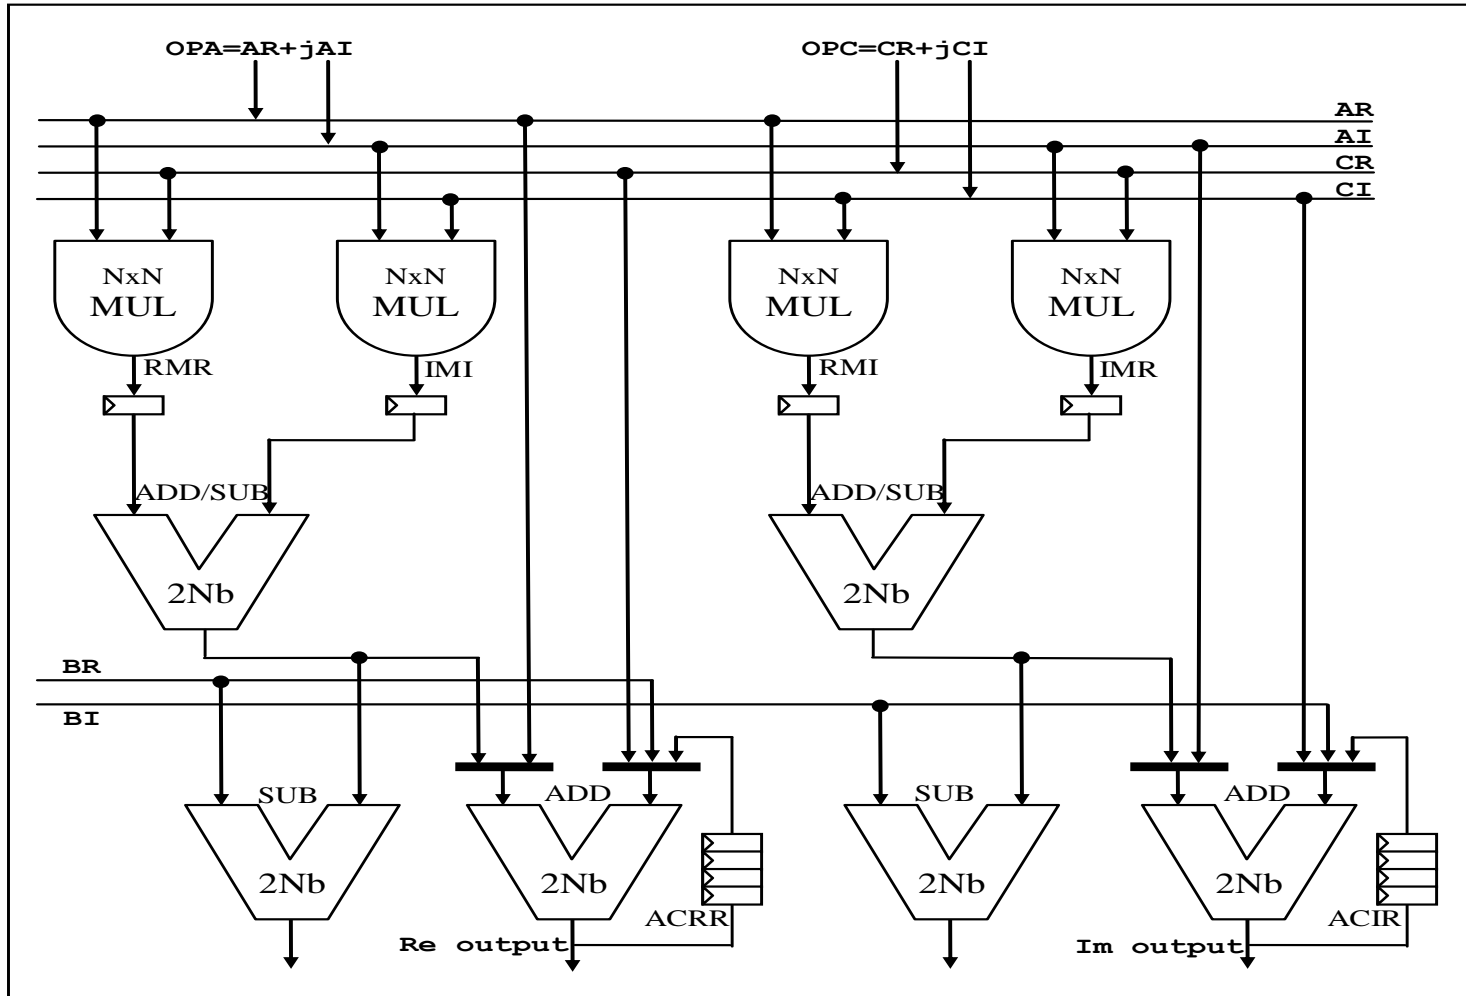 OPA=AR+jAI OPC=CR+jCI
AR
AI
CR
CI
NxN NxN NxN NxN
MUL MUL MUL MUL
RMR IMI RMI IMR
ADD/SUB ADD/SUB
2Nb 2Nb
BR
BI
SUB ADD SUB ADD
2Nb 2Nb 2Nb 2Nb
ACRR ACIR
Re output Im output